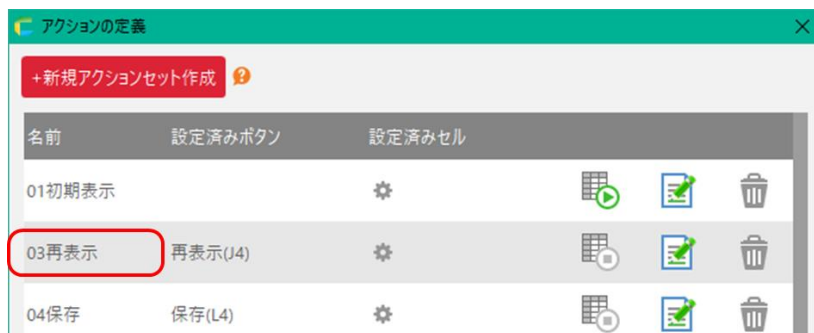 アクションの定義
+新規アクションセット作成
名前 設定済みボタン 設定済みセル
01初期表示
03再表示 再表示(J4)
04保存 保存(L4)